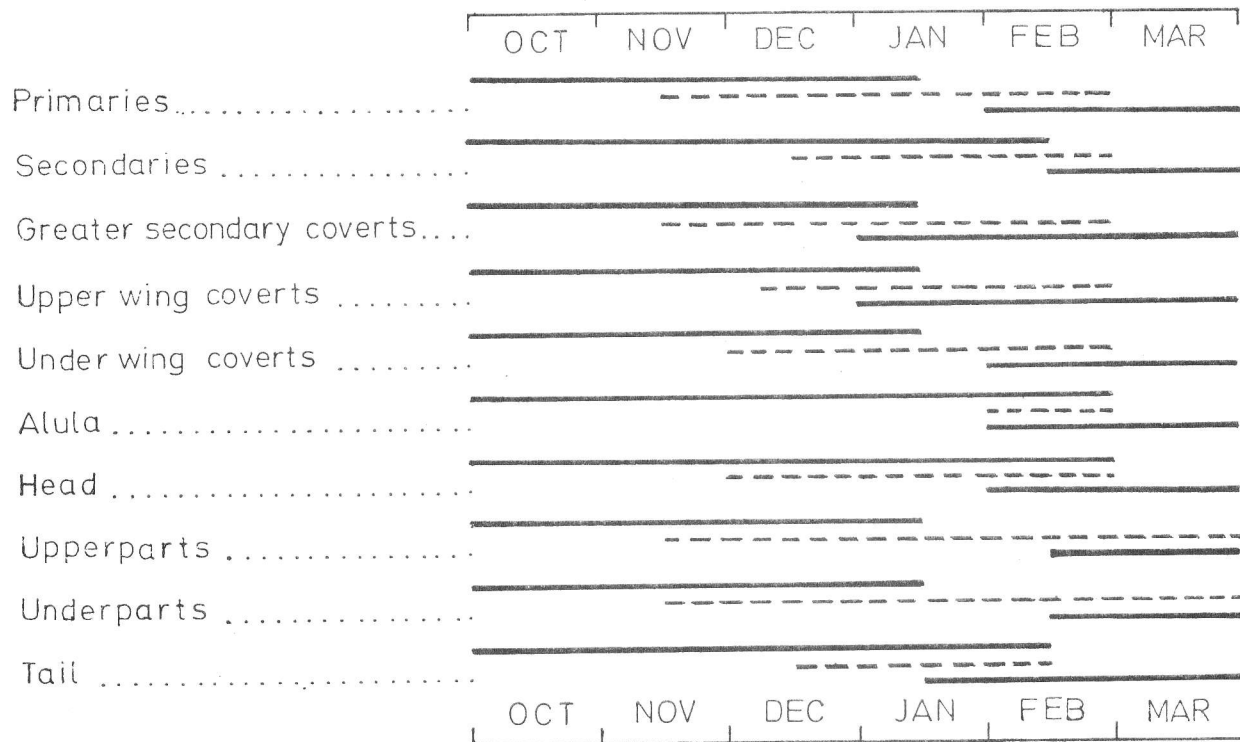 OCT NOV DEC JAN FEB MAR
Primaries..................
Secondaries ................
Greater secondary coverts....
Upper wing coverts .........
Under wing coverts .........
Alula .......................
Head .......................
Upperparts ................
Underparts ................
Tail ........................
OCT NOV DEC JAN FEB MAR